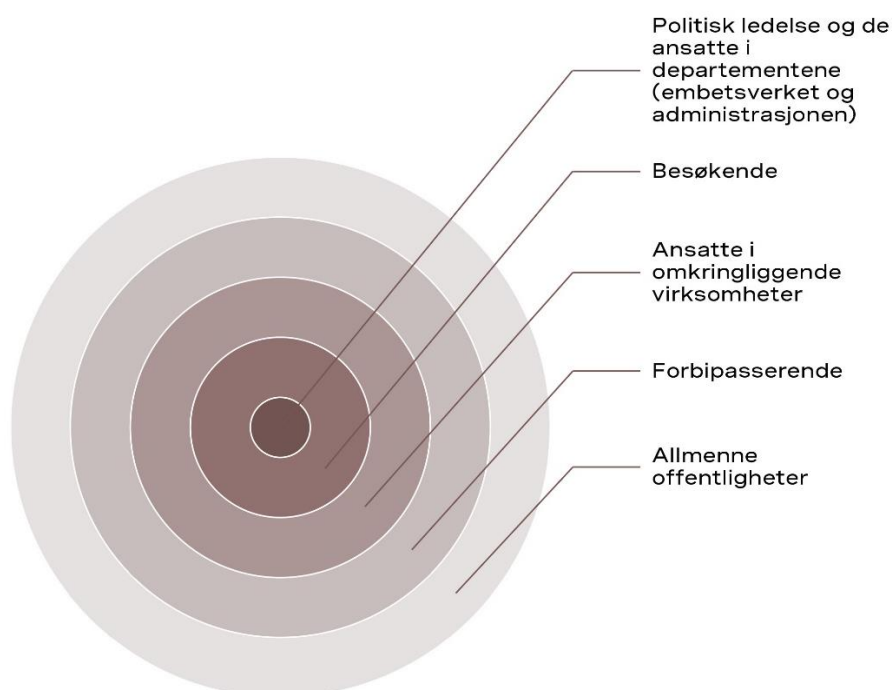 Politisk ledelse og de
ansatte i
departementene
(embetsverket og
administrasjonen)
Besøkende
Ansatte i
omkringliggende
virksomheter
Forbipasserende
Allmenne
offentligheter